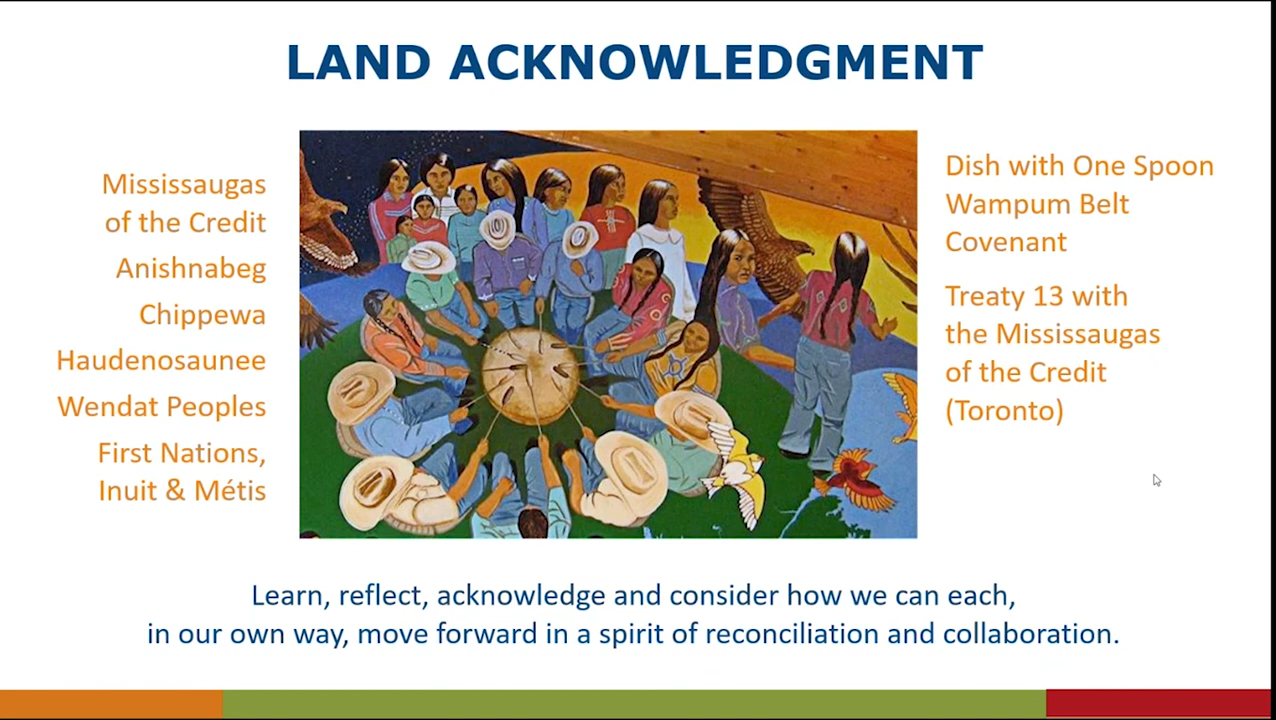 LAND ACKNOWLEDGMENT
Mississaugas
of the Credit
Anishnabeg
Chippewa
Haudenosaunee
Wendat Peoples
First Nations,
Inuit & Métis
Dish with One Spoon
Wampum Belt
Covenant
Treaty 13 with
the Mississaugas
of the Credit
(Toronto)
Learn, reflect, acknowledge and consider how we can each,
in our own way, move forward in a spirit of reconciliation and collaboration.